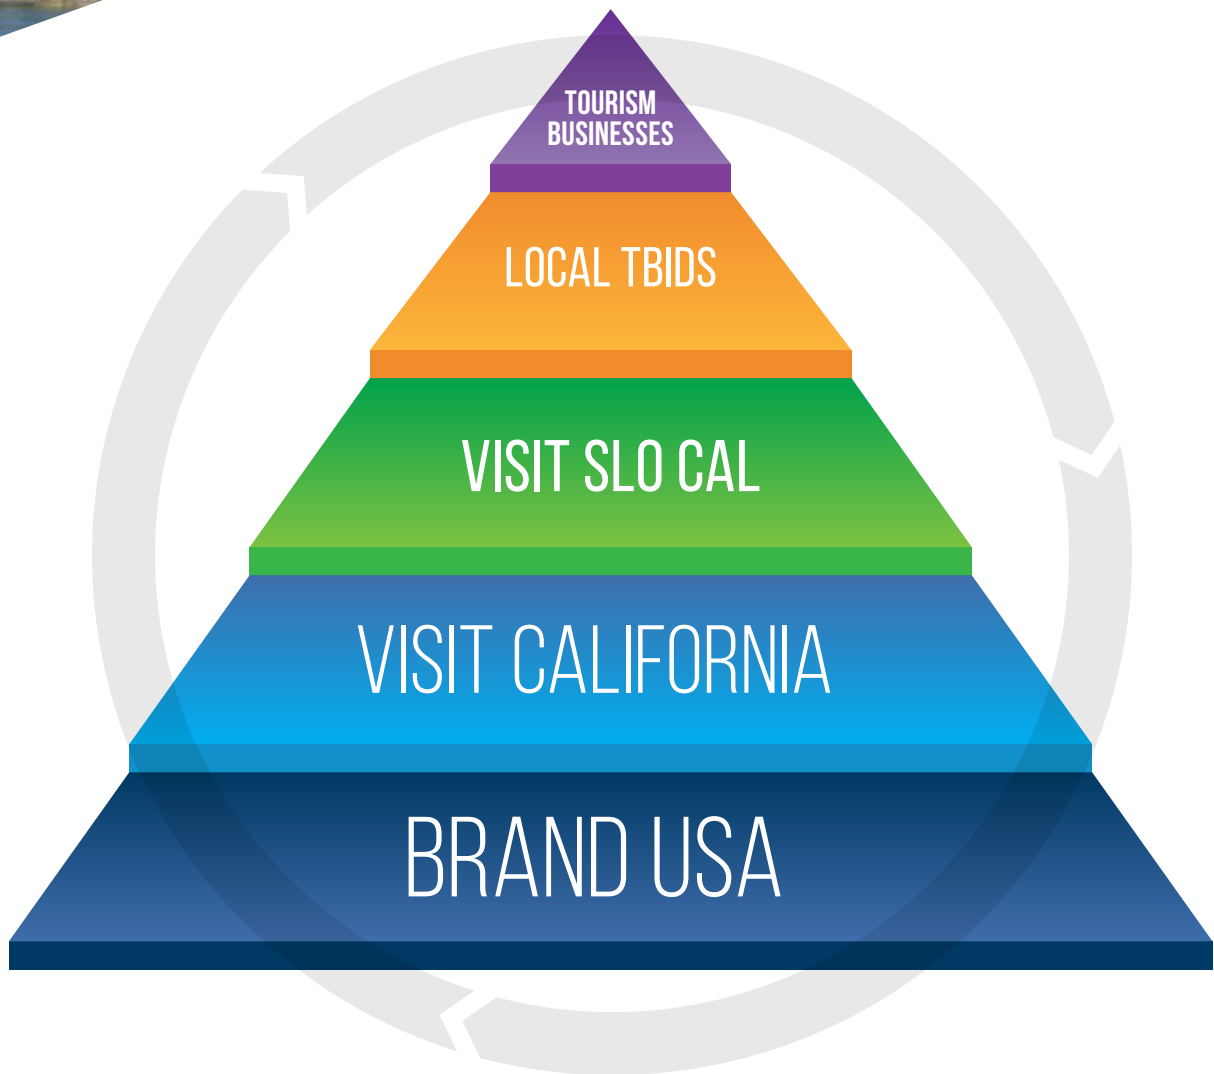 TOURISM
BUSINESSES
LOCAL TBIDS
VISIT SLO CAL
VISIT CALIFORNIA
BRAND USA